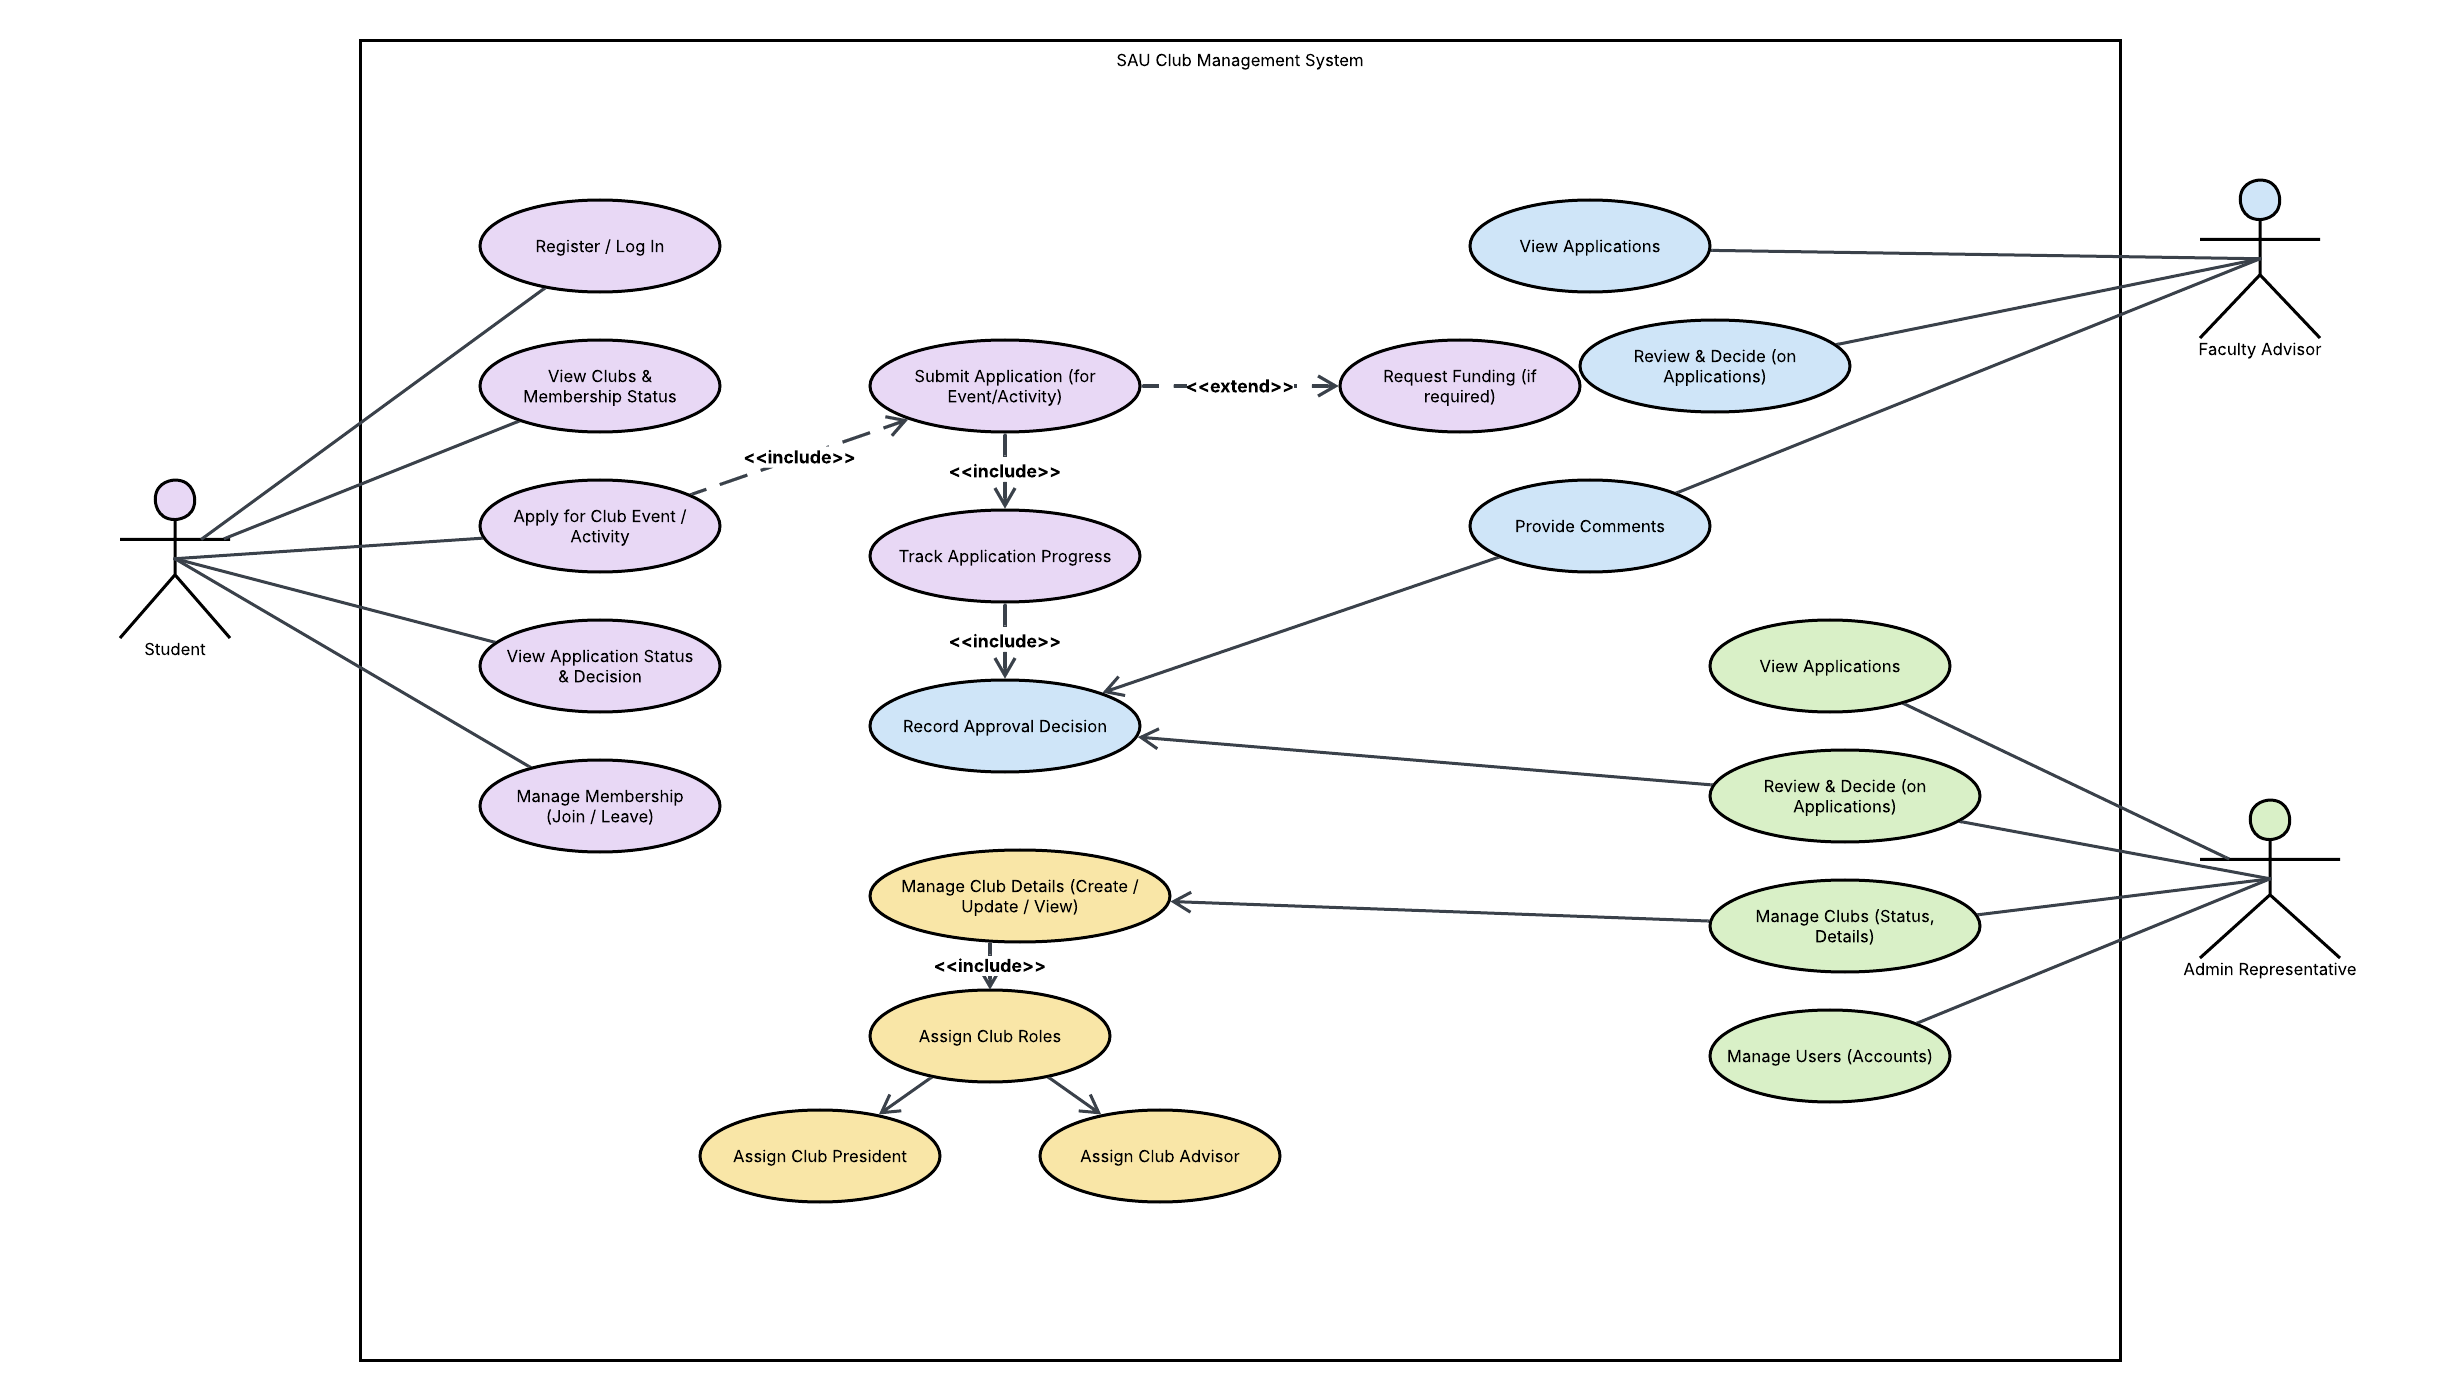 SAU Club Management System
Register / Log In
View Clubs &
Membership Status
Apply for Club Event /
Activity
View Application Status
& Decision
Manage Membership
(Join / Leave)
Student
<<include>>
Submit Application (for
Event/Activity)
<<extend>>
Request Funding (if
required)
<<include>>
Track Application Progress
<<include>>
Record Approval Decision
Manage Club Details (Create /
Update / View)
<<include>>
Assign Club Roles
Assign Club President
Assign Club Advisor
View Applications
Review & Decide (on
Applications)
Provide Comments
Faculty Advisor
View Applications
Review & Decide (on
Applications)
Manage Clubs (Status,
Details)
Manage Users (Accounts)
Admin Representative